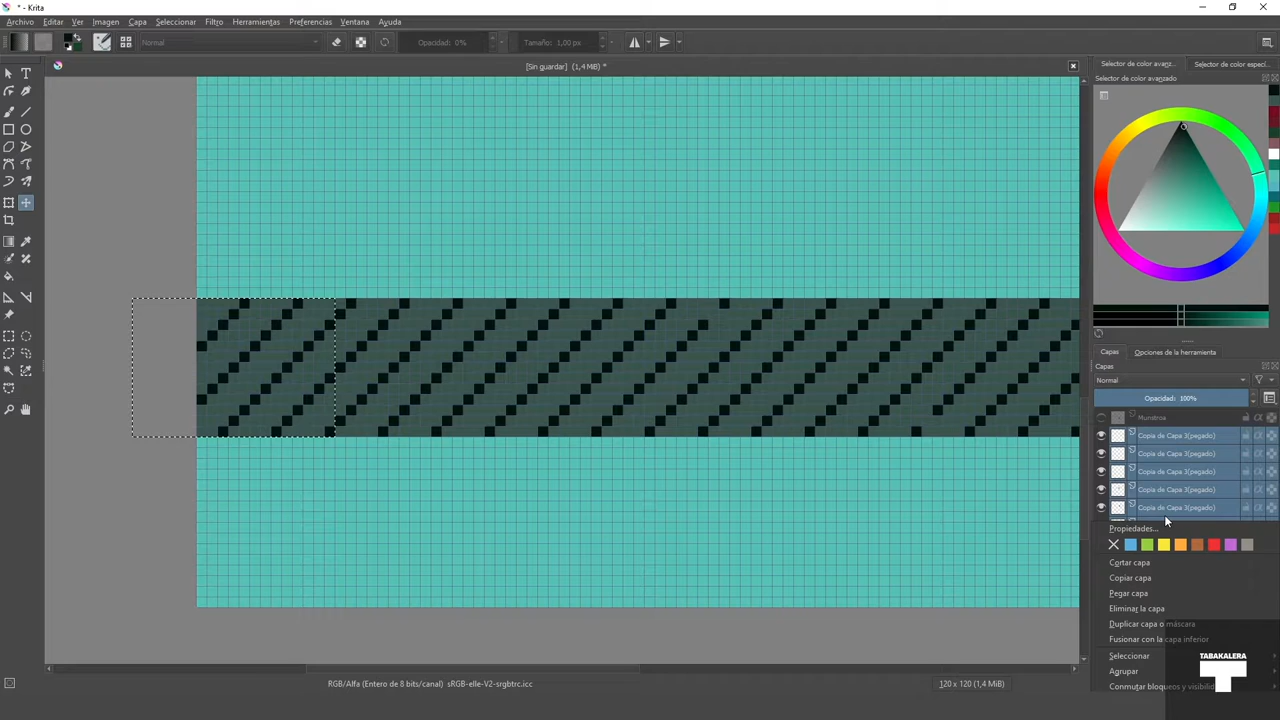 - Krita
Archivo Editar Ver Imagen Capa Seleccionar Filtro Herramientas Preferencias Ventana Ayuda
Normal Opacidad: 0% Tamaño: 1,00 px
[Sin guardar] (1,4 MiB) *
Selector de color avanz... Selector de color especí...
Selector de color avanzado
Capas Opciones de la herramienta
Capas
Normal
Opacidad: 100%
Munstroa
Copia de Capa 3(pegado)
Copia de Capa 3(pegado)
Copia de Capa 3(pegado)
Copia de Capa 3(pegado)
Copia de Capa 3(pegado)
Propiedades...
Cortar capa
Copiar capa
Pegar capa
Eliminar la capa
Duplicar capa o máscara
Fusionar con la capa inferior
Seleccionar
Agrupar
Conmutar bloqueos y visibilid
TABAKALERA
RGB/Alfa (Entero de 8 bits/canal) sRGB-elle-V2-srgbtrc.icc
120 x 120 (1,4 MiB)